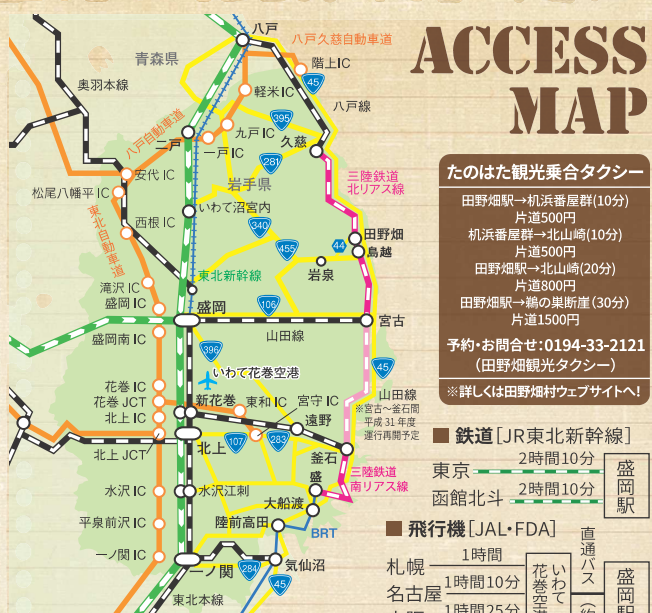 ACCESS
MAP
八戸
八戸久慈自動車道
青森県
階上IC
45
奥羽本線
軽米IC
八戸線
395
八戸自動車道
九戸IC
久慈
二戸
一戸IC
281
三陸鉄道
北リアス線
安代IC
岩手県
松尾八幡平IC
いわて沼宮内
東北自動車道
西根IC
340
田野畑
44
島越
455
岩泉
東北新幹線
滝沢IC
盛岡IC
盛岡
106
宮古
盛岡南IC
山田線
396
いわて花巻空港
45
花巻IC
花巻JCT
新花巻
東和IC
宮守IC
山田線
※宮古〜釜石間
平成31年度
運行再開予定
北上IC
遠野
北上
107
283
北上JCT
釜石
三陸鉄道
南リアス線
盛
水沢IC
水沢江刺
大船渡
平泉前沢IC
陸前高田
BRT
一ノ関IC
一ノ関
284
気仙沼
45
東北本線
たのはた観光乗合タクシー
田野畑駅→机浜番屋群(10分)
片道500円
机浜番屋群→北山崎(10分)
片道500円
田野畑駅→北山崎(20分)
片道800円
田野畑駅→鵜の巣断崖(30分)
片道1500円
予約・お問合せ:0194-33-2121
(田野畑観光タクシー)
※詳しくは田野畑村ウェブサイトへ!
■ 鉄道[JR東北新幹線]
東京 2時間10分
函館北斗 2時間10分
盛岡駅
■ 飛行機[JAL・FDA]
札幌 1時間
名古屋 1時間10分
1時間25分
いわて
花巻空
直通バス
盛岡